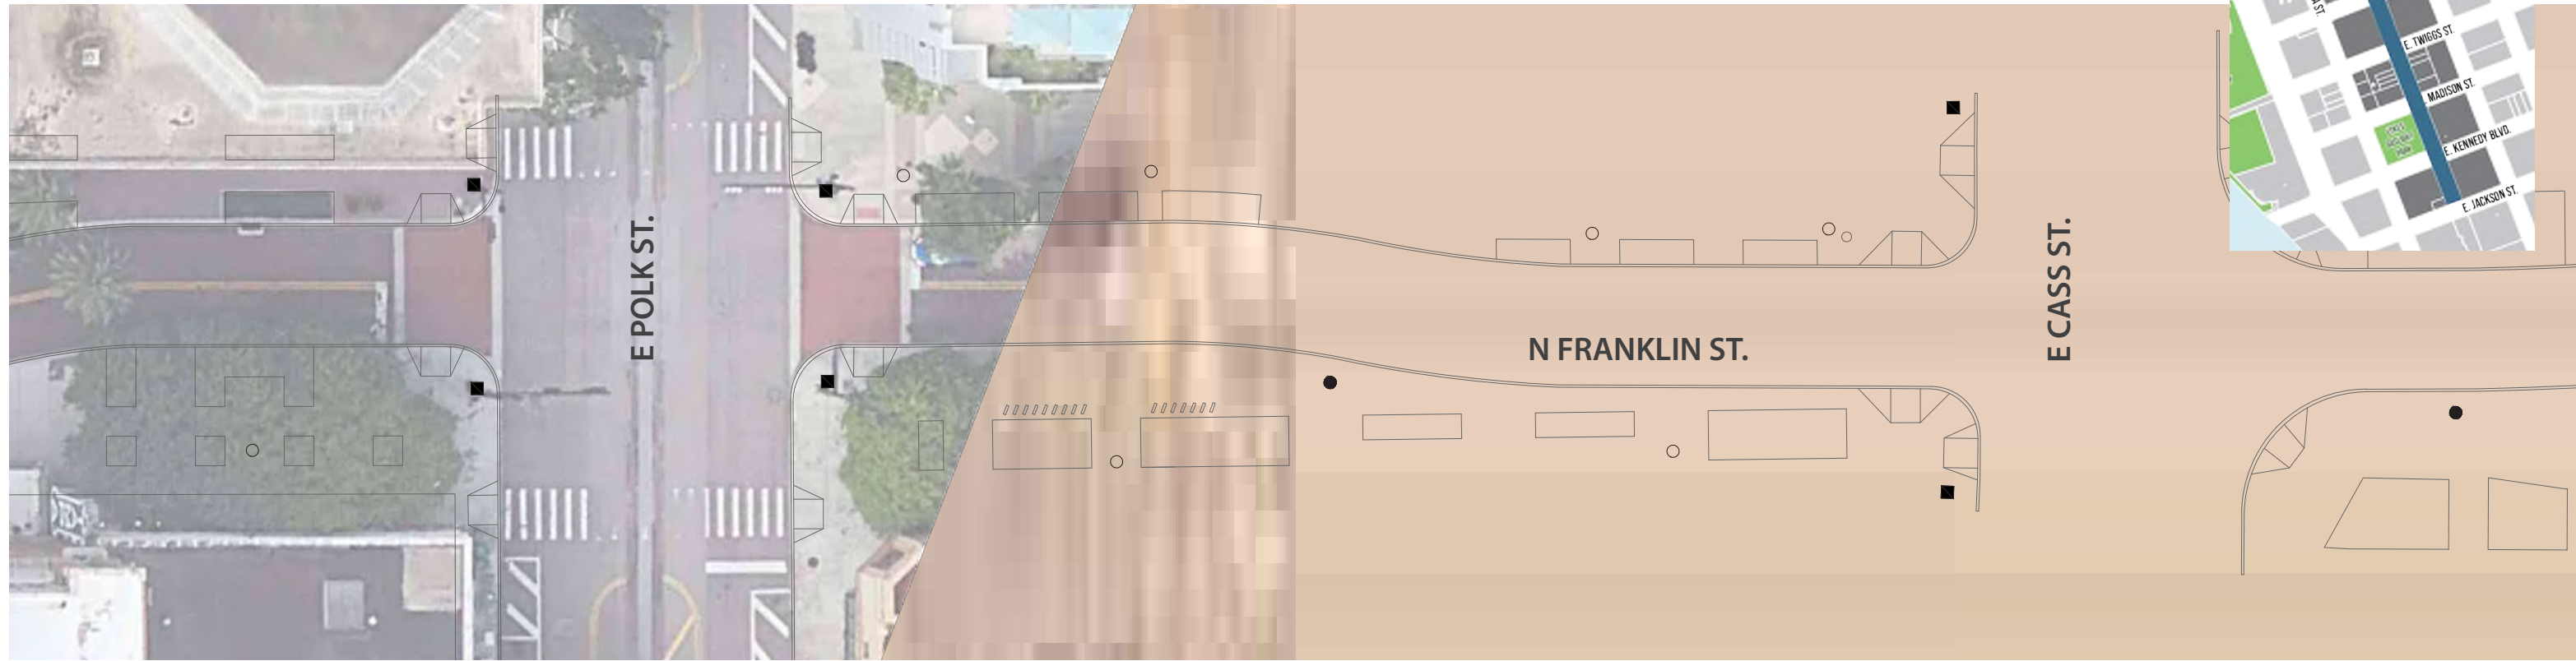 E POLK ST.
N FRANKLIN ST.
E CASS ST.
E. TWIGGS ST.
MADISON ST.
E. KENNEDY BLVD.
E. JACKSON ST.